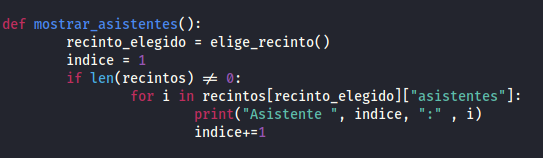 def mostrar_asistentes():
        recinto_elegido = elige_recinto()
        indice = 1
        if len(recintos) != 0:
                for i in recintos[recinto_elegido]["asistentes"]:
                        print("Asistente ", indice, ":" , i)
                        indice+=1